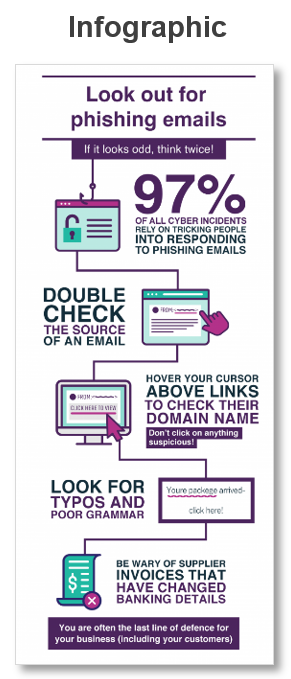 Infographic
Look out for
phishing emails
If it looks odd, think twice!
97%
OF ALL CYBER INCIDENTS
RELY ON TRICKING PEOPLE
INTO RESPONDING
TO PHISHING EMAILS
DOUBLE
CHECK
THE SOURCE
OF AN EMAIL
FROM:
HOVER YOUR CURSOR
ABOVE LINKS
TO CHECK THEIR
DOMAIN NAME
Don't click on anything
suspicious!
FROM:
CLICK HERE TO VIEW
LOOK FOR
TYPOS AND
POOR GRAMMAR
Youre packege arrived-
click here!
BE WARY OF SUPPLIER
INVOICES THAT
HAVE CHANGED
BANKING DETAILS
$
You are often the last line of defence for
your business (including your customers)